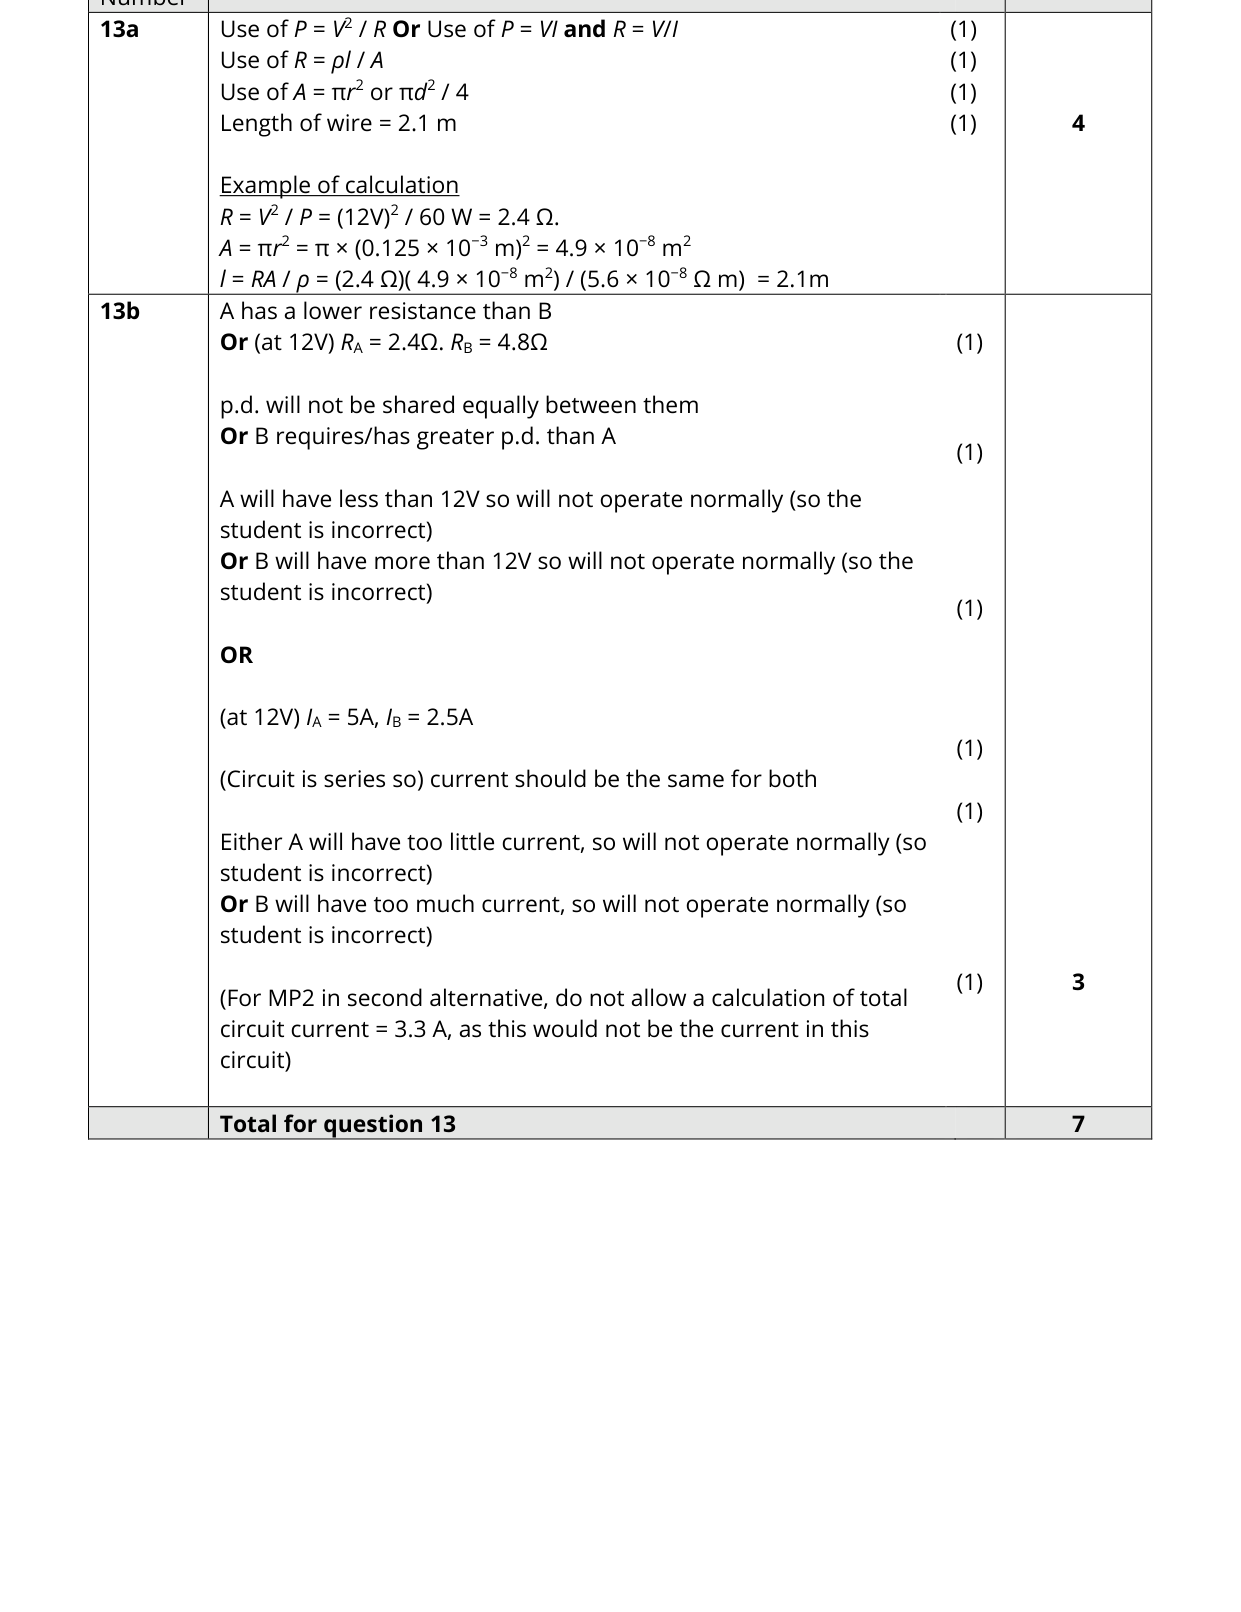 Number
13a Use of P = V² / R Or Use of P = VI and R = V/I (1)
Use of R = ρl / A (1)
Use of A = πr² or πd² / 4 (1)
Length of wire = 2.1 m (1) 4
Example of calculation
R = V² / P = (12V)² / 60 W = 2.4 Ω.
A = πr² = π × (0.125 × 10⁻³ m)² = 4.9 × 10⁻⁸ m²
l = RA / ρ = (2.4 Ω)( 4.9 × 10⁻⁸ m²) / (5.6 × 10⁻⁸ Ω m) = 2.1m
13b A has a lower resistance than B
Or (at 12V) R_A = 2.4Ω. R_B = 4.8Ω (1)
p.d. will not be shared equally between them
Or B requires/has greater p.d. than A
(1)
A will have less than 12V so will not operate normally (so the
student is incorrect)
Or B will have more than 12V so will not operate normally (so the
student is incorrect)
(1)
OR
(at 12V) I_A = 5A, I_B = 2.5A
(1)
(Circuit is series so) current should be the same for both
(1)
Either A will have too little current, so will not operate normally (so
student is incorrect)
Or B will have too much current, so will not operate normally (so
student is incorrect)
(1) 3
(For MP2 in second alternative, do not allow a calculation of total
circuit current = 3.3 A, as this would not be the current in this
circuit)
Total for question 13 7